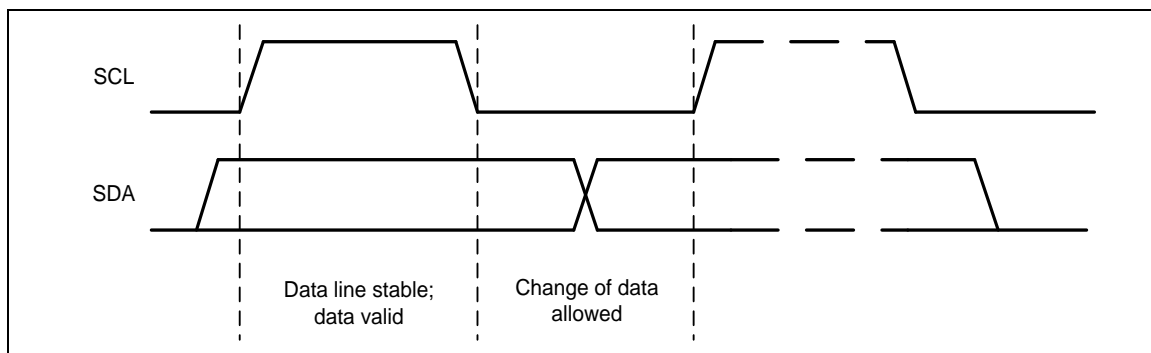 SCL
SDA
Data line stable;
data valid
Change of data
allowed